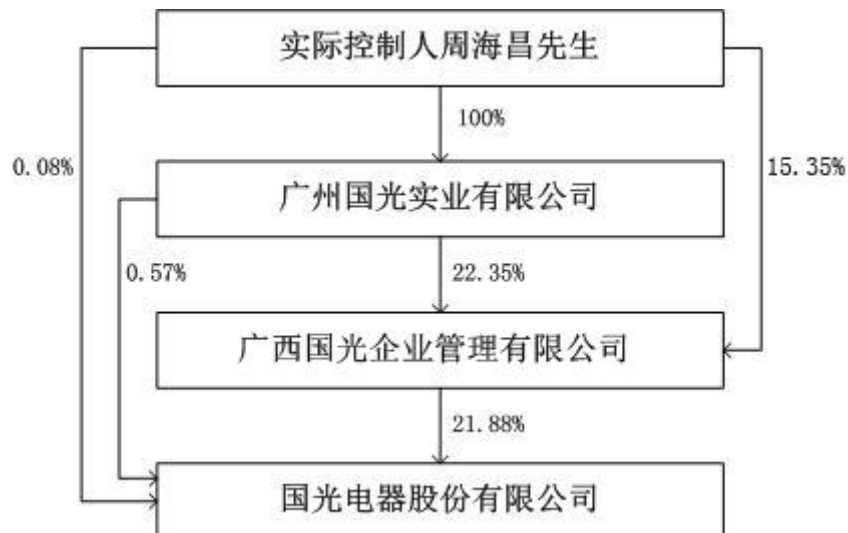 实际控制人周海昌先生
100%
0.08%
15.35%
广州国光实业有限公司
0.57%
22.35%
广西国光企业管理有限公司
21.88%
国光电器股份有限公司